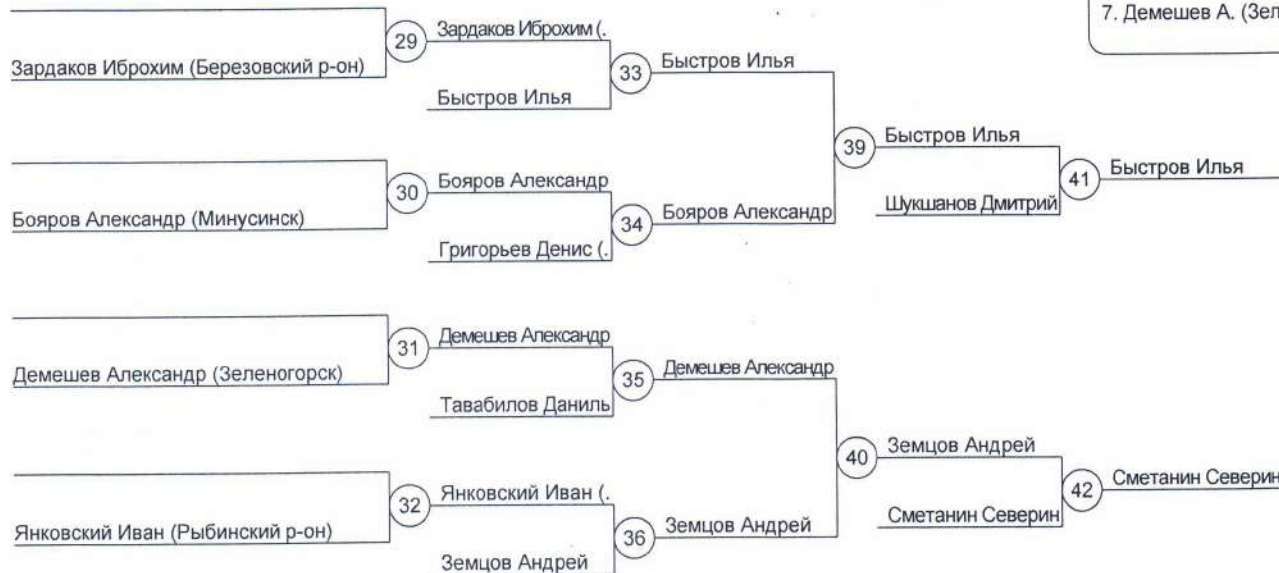 7. Демешев А. (Зел
29
Зардаков Иброхим (.
Зардаков Иброхим (Березовский р-он)
33
Быстров Илья
Быстров Илья
39
Быстров Илья
30
Бояров Александр
41
Быстров Илья
Бояров Александр (Минусинск)
34
Бояров Александр
Шукшанов Дмитрий
Григорьев Денис (.
31
Демешев Александр
Демешев Александр (Зеленогорск)
35
Демешев Александр
Тавабилов Даниль
40
Земцов Андрей
32
Янковский Иван (.
42
Сметанин Северин
Янковский Иван (Рыбинский р-он)
36
Земцов Андрей
Сметанин Северин
Земцов Андрей